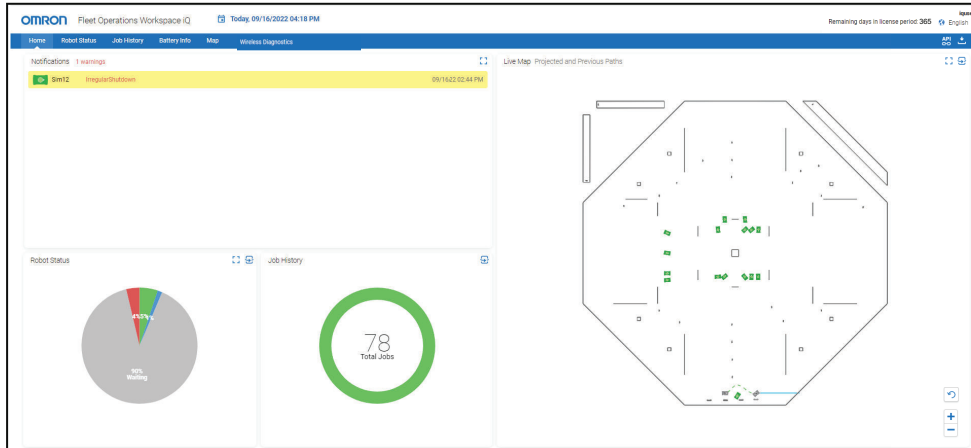 OMRON Fleet Operations Workspace iQ Today, 09/16/2022 04:18 PM
Remaining days in license period: 365 English
Home Robot Status Job History Battery Info Map Wireless Diagnostics API
Notifications 1 warnings
Sim12 IrregularShutdown 09/1622 02:44 PM
Live Map Projected and Previous Paths
Robot Status
Job History
90%
Waiting
78
Total Jobs